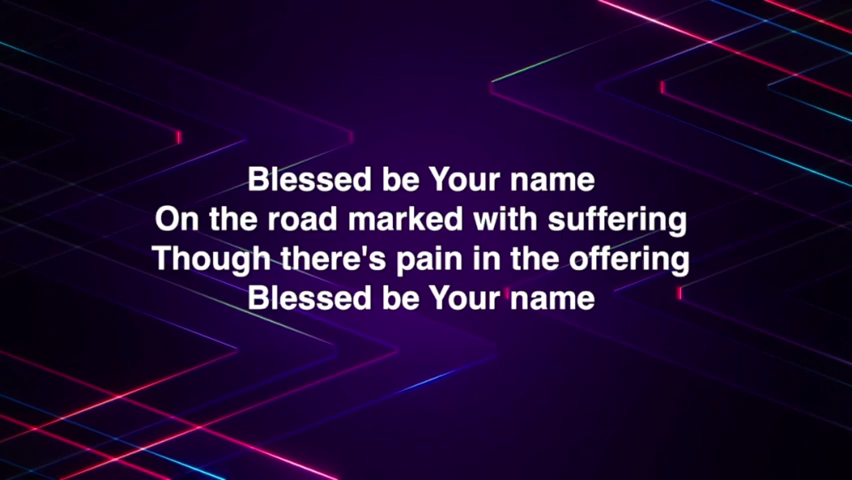 Blessed be Your name
On the road marked with suffering
Though there's pain in the offering
Blessed be Your name